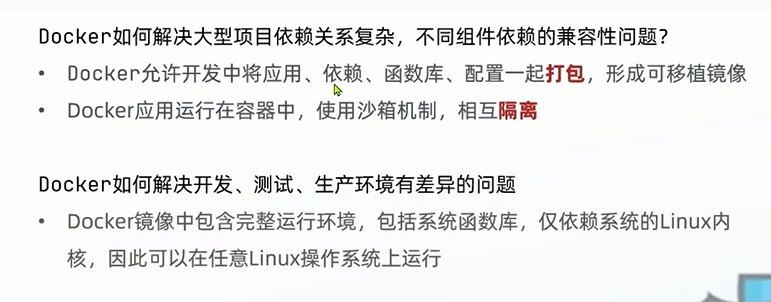 Docker如何解决大型项目依赖关系复杂，不同组件依赖的兼容性问题？
• Docker允许开发中将应用、依赖、函数库、配置一起打包，形成可移植镜像
• Docker应用运行在容器中，使用沙箱机制，相互隔离
Docker如何解决开发、测试、生产环境有差异的问题
• Docker镜像中包含完整运行环境，包括系统函数库，仅依赖系统的Linux内
核，因此可以在任意Linux操作系统上运行